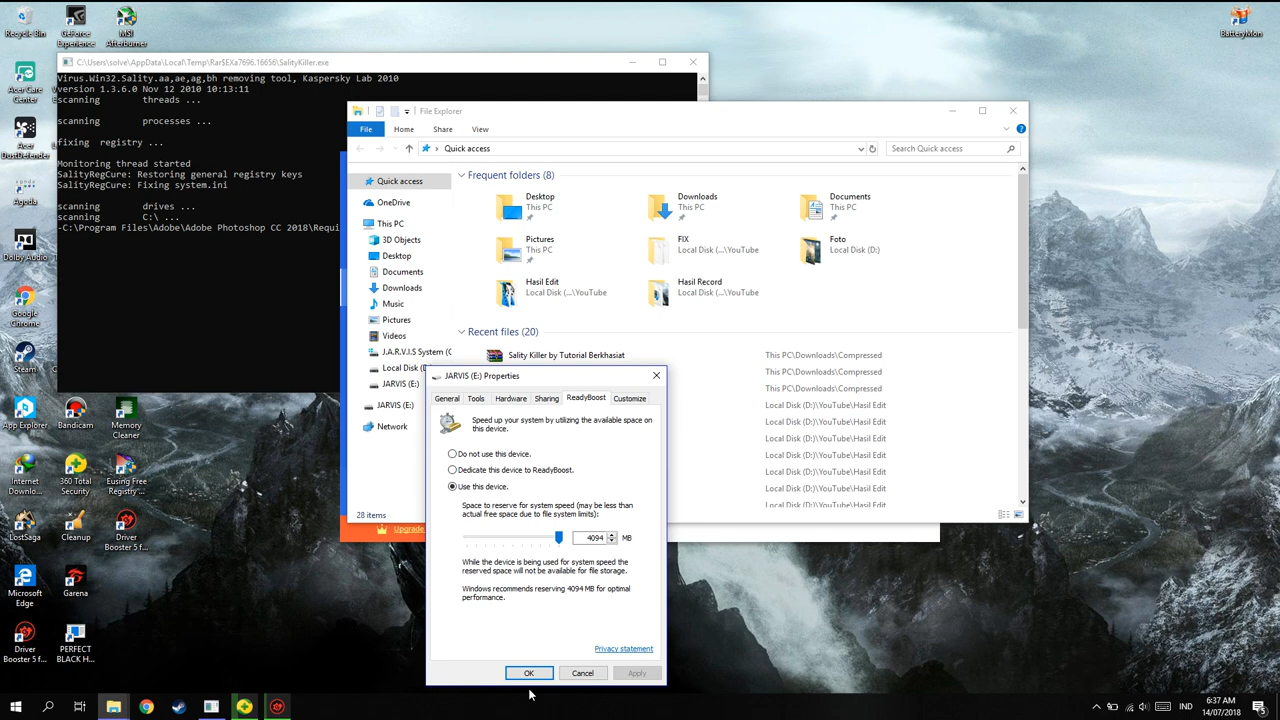 Recycle Bin
GeForce Experience
MSI Afterburner
BatteryMon
C:\Users\solve\AppData\Local\Temp\Rar$EXa7696.16656\SalityKiller.exe
Virus.Win32.Sality.aa,ae,ag,bh removing tool, Kaspersky Lab 2010
version 1.3.6.0 Nov 12 2010 10:13:11
scanning threads ...
scanning processes ...
fixing registry ...
Monitoring thread started
SalityRegCure: Restoring general registry keys
SalityRegCure: Fixing system.ini
scanning drives ...
scanning C:\ ...
-C:\Program Files\Adobe\Adobe Photoshop CC 2018\Requi
Acer Care Center
Acer DustDefender
Agoda
Dolby Audio
Google Chrome
Steam
App Explorer
Bandicam
Memory Cleaner
Internet Downlo...
360 Total Security
Eusing Free Registry...
LostSaga
Cleanup
Driver Booster 5
Microsoft Edge
Garena
Driver Booster 5 f...
PERFECT BLACK H...
File Explorer
File
Home
Share
View
Quick access
Search Quick access
Quick access
OneDrive
This PC
3D Objects
Desktop
Documents
Downloads
Music
Pictures
Videos
J.A.R.V.I.S System (C
Local Disk (D:)
JARVIS (E:)
JARVIS (E:)
Network
28 items
Upgrade
Frequent folders (8)
Desktop
This PC
Downloads
This PC
Documents
This PC
Pictures
This PC
FIX
Local Disk (...\YouTube
Foto
Local Disk (D:)
Hasil Edit
Local Disk (...\YouTube
Hasil Record
Local Disk (...\YouTube
Recent files (20)
Sality Killer by Tutorial Berkhasiat
This PC\Downloads\Compressed
This PC\Downloads\Compressed
This PC\Downloads\Compressed
Local Disk (D:)\YouTube\Hasil Edit
Local Disk (D:)\YouTube\Hasil Edit
Local Disk (D:)\YouTube\Hasil Edit
Local Disk (D:)\YouTube\Hasil Edit
Local Disk (D:)\YouTube\Hasil Edit
Local Disk (D:)\YouTube\Hasil Edit
Local Disk (D:)\YouTube\Hasil Edit
JARVIS (E:) Properties
General
Tools
Hardware
Sharing
ReadyBoost
Customize
Speed up your system by utilizing the available space on
this device.
Do not use this device.
Dedicate this device to ReadyBoost.
Use this device.
Space to reserve for system speed (may be less than
actual free space due to file system limits):
4094
MB
While the device is being used for system speed the
reserved space will not be available for file storage.
Windows recommends reserving 4094 MB for optimal
performance.
Privacy statement
OK
Cancel
Apply
IND
6:37 AM
14/07/2018
5